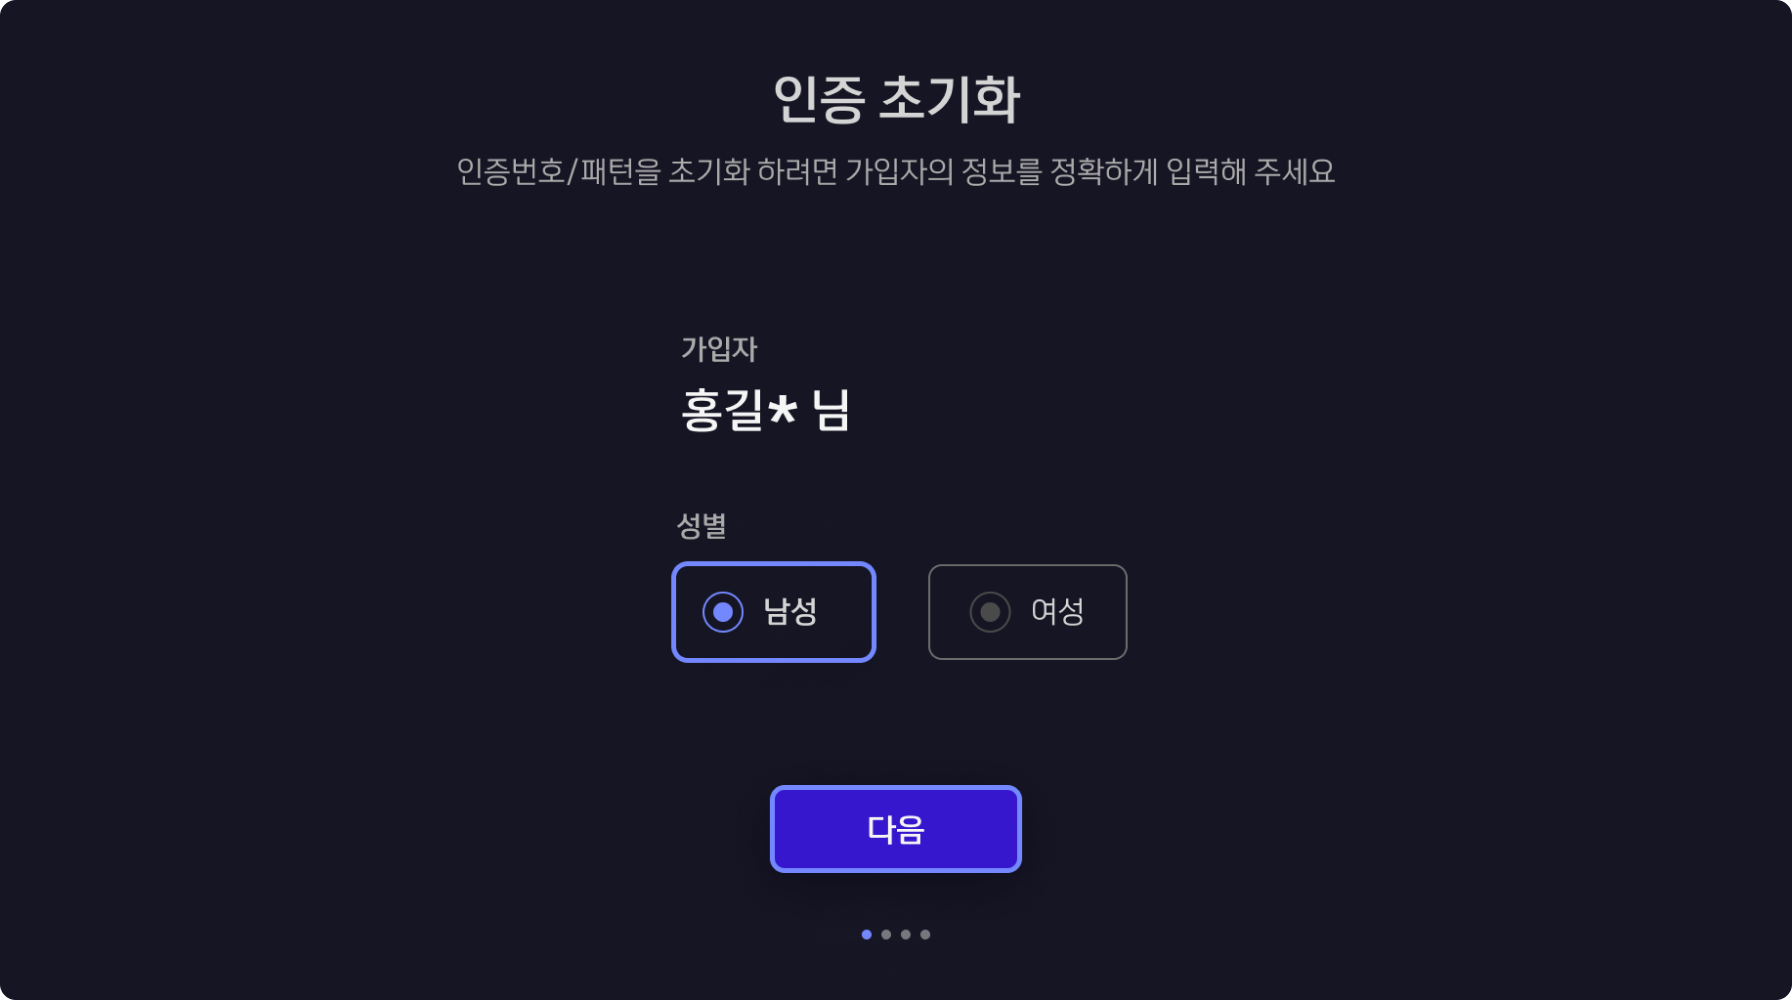 인증 초기화
인증번호/패턴을 초기화 하려면 가입자의 정보를 정확하게 입력해 주세요
가입자
홍길* 님
성별
남성 여성
다음